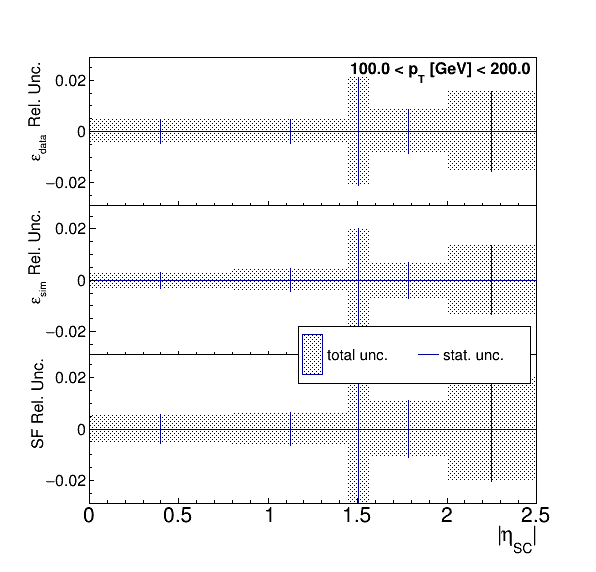 100.0 < p_T [GeV] < 200.0
ε_data Rel. Unc.
0.02
0
−0.02
ε_sim Rel. Unc.
0.02
0
−0.02
total unc. stat. unc.
SF Rel. Unc.
0.02
0
−0.02
0 0.5 1 1.5 2 2.5
|η_SC|